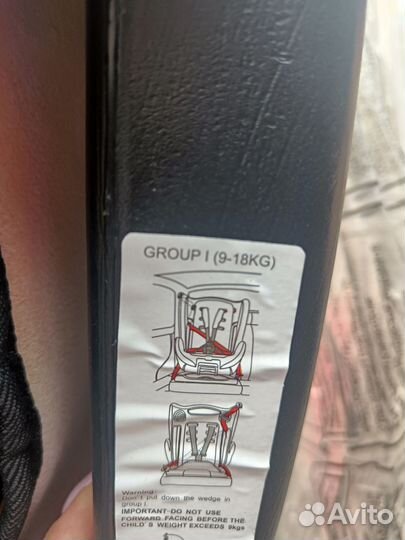 GROUP I (9-18KG)
Warning:
Don't put down the wedge in
group I.
IMPORTANT-DO NOT USE
FORWARD FACING BEFORE THE
CHILD'S WEIGHT EXCEEDS 9kgs
Avito